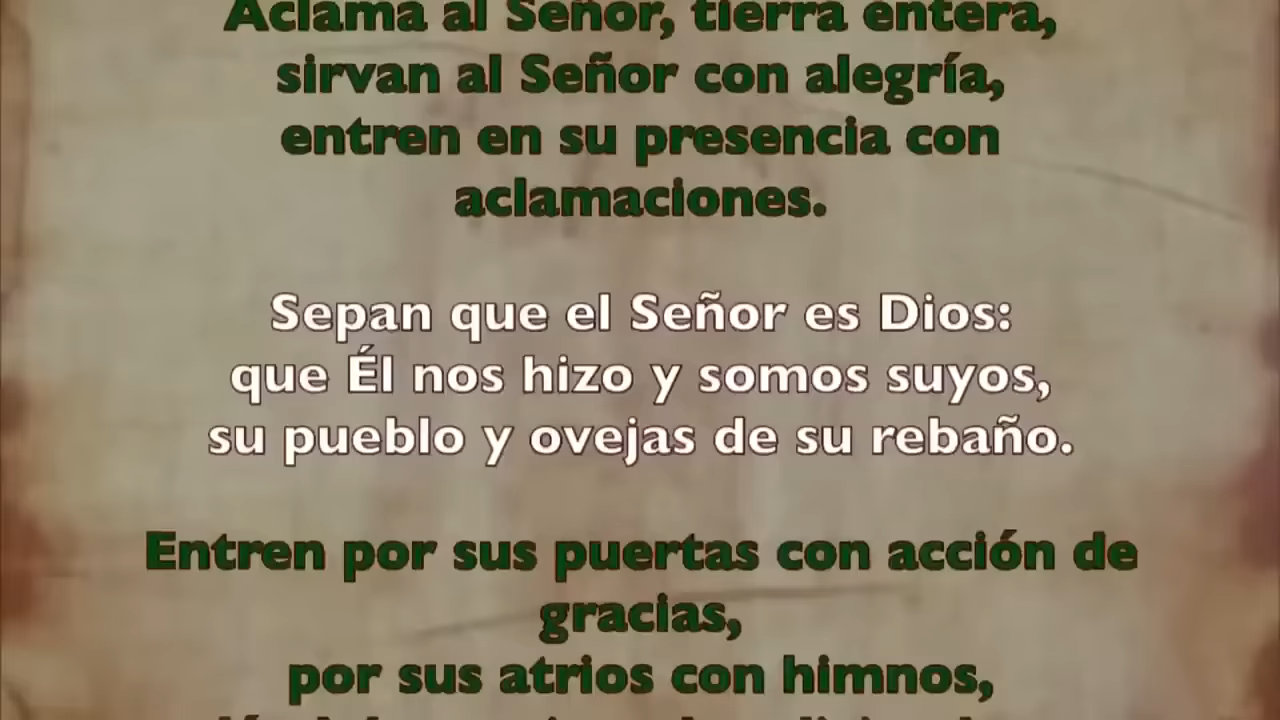 Aclama al Señor, tierra entera,
sirvan al Señor con alegría,
entren en su presencia con
aclamaciones.
Sepan que el Señor es Dios:
que Él nos hizo y somos suyos,
su pueblo y ovejas de su rebaño.
Entren por sus puertas con acción de
gracias,
por sus atrios con himnos,